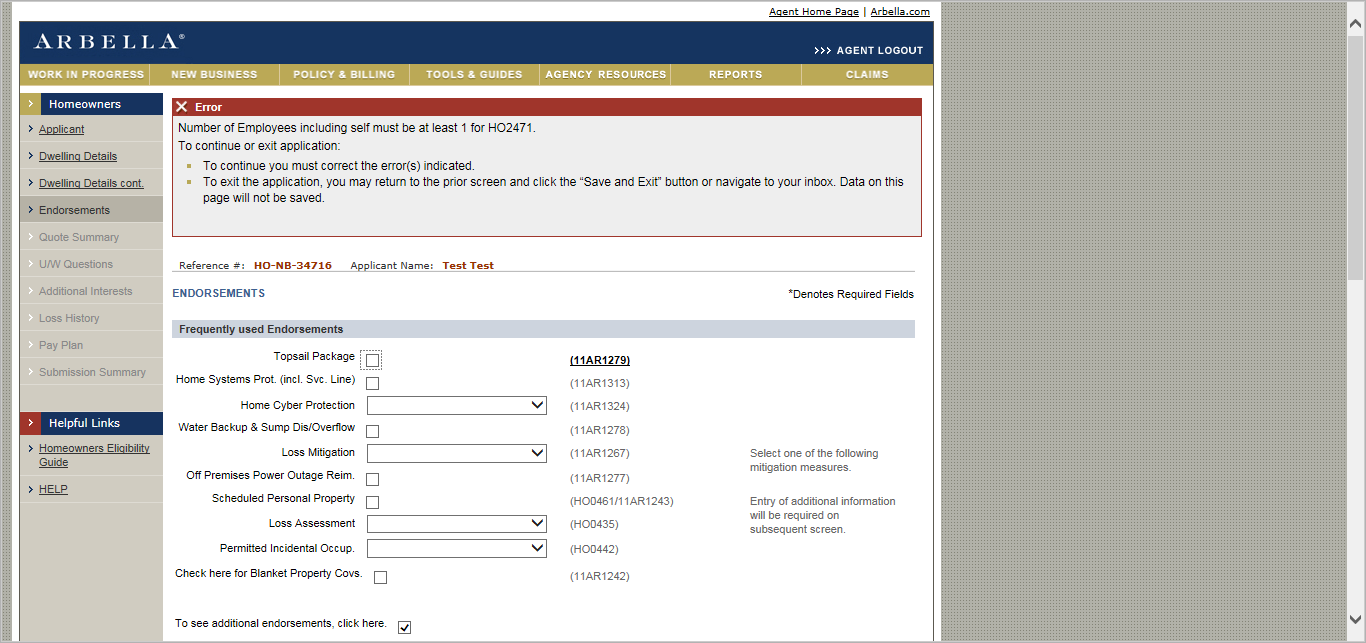 Agent Home Page | Arbella.com
ARBELLA®
>>> AGENT LOGOUT
WORK IN PROGRESS NEW BUSINESS POLICY & BILLING TOOLS & GUIDES AGENCY RESOURCES REPORTS CLAIMS
Homeowners
Applicant
Dwelling Details
Dwelling Details cont.
Endorsements
Quote Summary
U/W Questions
Additional Interests
Loss History
Pay Plan
Submission Summary
Helpful Links
Homeowners Eligibility
Guide
HELP
Error
Number of Employees including self must be at least 1 for HO2471.
To continue or exit application:
To continue you must correct the error(s) indicated.
To exit the application, you may return to the prior screen and click the “Save and Exit” button or navigate to your inbox. Data on this
page will not be saved.
Reference #: HO-NB-34716 Applicant Name: Test Test
ENDORSEMENTS *Denotes Required Fields
Frequently used Endorsements
Topsail Package (11AR1279)
Home Systems Prot. (incl. Svc. Line) (11AR1313)
Home Cyber Protection (11AR1324)
Water Backup & Sump Dis/Overflow (11AR1278)
Loss Mitigation (11AR1267) Select one of the following
mitigation measures.
Off Premises Power Outage Reim. (11AR1277)
Scheduled Personal Property (HO0461/11AR1243) Entry of additional information
will be required on
subsequent screen.
Loss Assessment (HO0435)
Permitted Incidental Occup. (HO0442)
Check here for Blanket Property Covs. (11AR1242)
To see additional endorsements, click here.